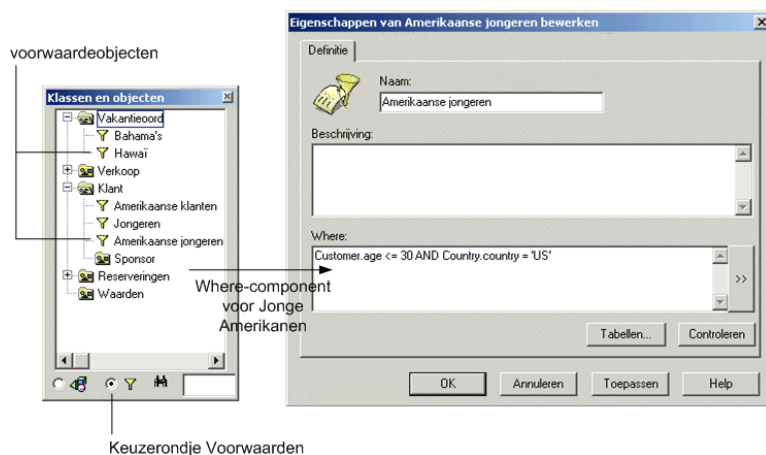 voorwaardeobjecten
Klassen en objecten
Vakantieoord
Bahama's
Hawaï
Verkoop
Klant
Amerikaanse klanten
Jongeren
Amerikaanse jongeren
Sponsor
Reserveringen
Waarden
Keuzerondje Voorwaarden
Where-component
voor Jonge
Amerikanen
Eigenschappen van Amerikaanse jongeren bewerken
Definitie
Naam:
Amerikaanse jongeren
Beschrijving:
Where:
Customer.age <= 30 AND Country.country = 'US'
>>
Tabellen... Controleren
OK Annuleren Toepassen Help